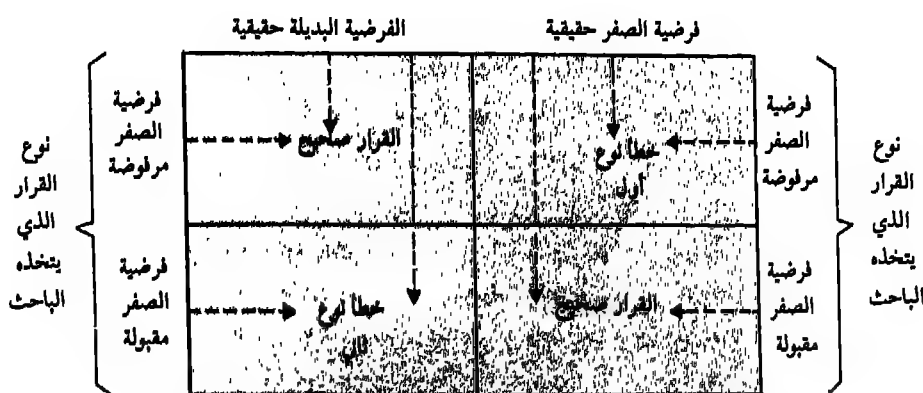 فرضية الصفر حقيقية
الفرضية البديلة حقيقية
نوع
القرار
الذي
يتخذه
الباحث
فرضية
الصفر
مرفوضة
خطأ نوع
أول
القرار صحيح
فرضية
الصفر
مرفوضة
فرضية
الصفر
مقبولة
القرار صحيح
خطأ نوع
ثان
فرضية
الصفر
مقبولة
نوع
القرار
الذي
يتخذه
الباحث